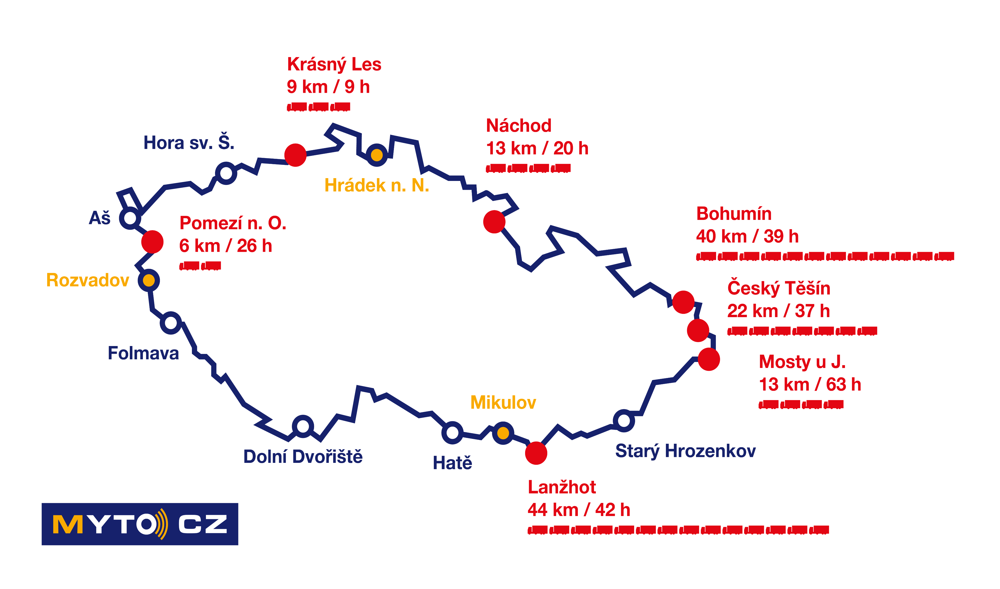 Krásný Les
9 km / 9 h
Náchod
13 km / 20 h
Hora sv. Š.
Hrádek n. N.
Aš
Pomezí n. O.
6 km / 26 h
Bohumín
40 km / 39 h
Rozvadov
Český Těšín
22 km / 37 h
Folmava
Mosty u J.
13 km / 63 h
Mikulov
Dolní Dvořiště
Hatě
Starý Hrozenkov
Lanžhot
44 km / 42 h
MYTO CZ